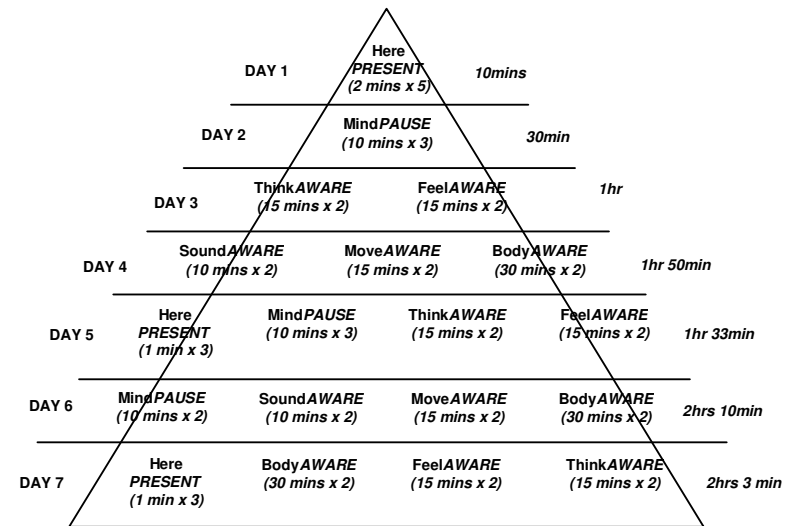 Here
DAY 1 PRESENT 10mins
(2 mins x 5)
DAY 2 MindPAUSE 30min
(10 mins x 3)
ThinkAWARE FeelAWARE 1hr
DAY 3 (15 mins x 2) (15 mins x 2)
SoundAWARE MoveAWARE BodyAWARE
DAY 4 (10 mins x 2) (15 mins x 2) (30 mins x 2) 1hr 50min
Here MindPAUSE ThinkAWARE FeelAWARE
DAY 5 PRESENT (10 mins x 3) (15 mins x 2) (15 mins x 2) 1hr 33min
(1 min x 3)
MindPAUSE SoundAWARE MoveAWARE BodyAWARE
DAY 6 (10 mins x 2) (10 mins x 2) (15 mins x 2) (30 mins x 2) 2hrs 10min
Here BodyAWARE FeelAWARE ThinkAWARE
DAY 7 PRESENT (30 mins x 2) (15 mins x 2) (15 mins x 2) 2hrs 3 min
(1 min x 3)